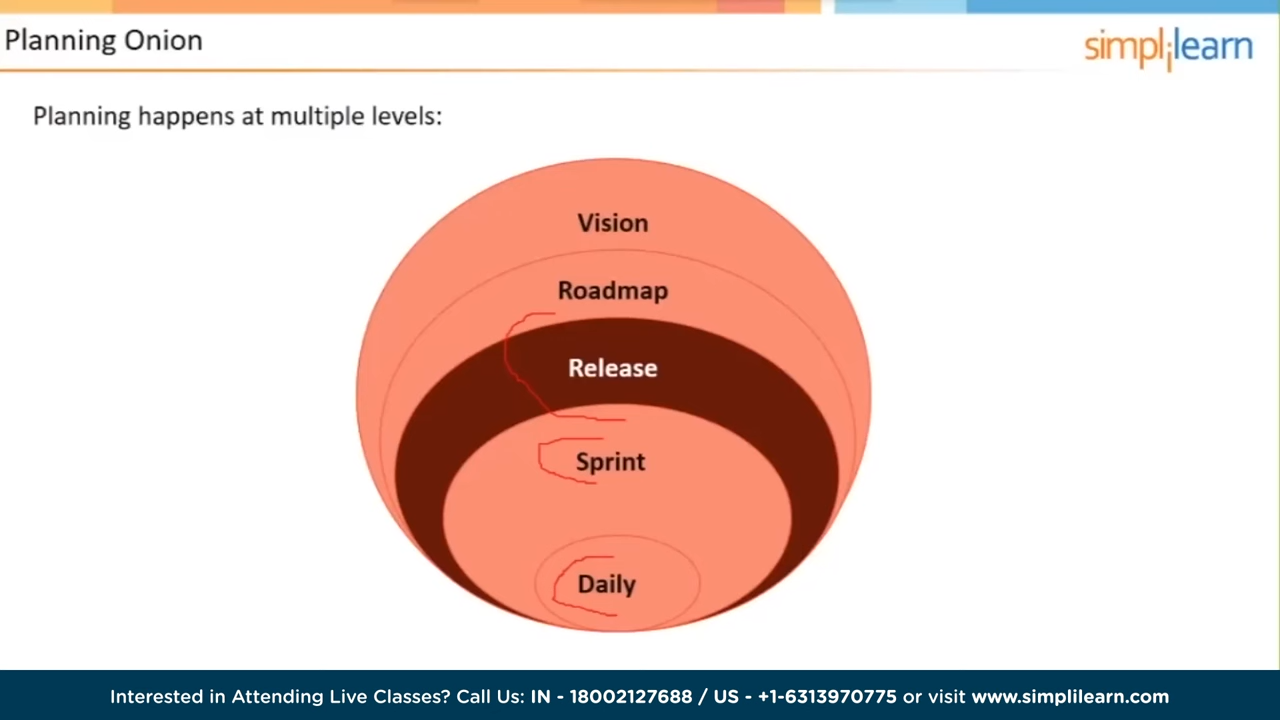 Planning Onion
simplilearn
Planning happens at multiple levels:
Vision
Roadmap
Release
Sprint
Daily
Interested in Attending Live Classes? Call Us: IN - 18002127688 / US - +1-6313970775 or visit www.simplilearn.com